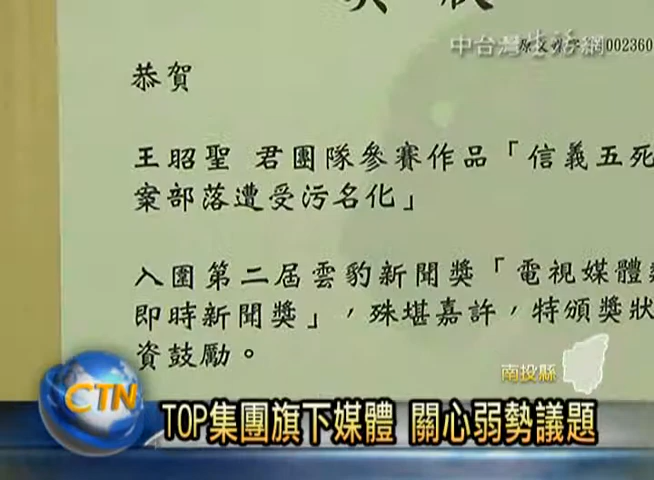 獎狀
中台灣生活網
002360
恭賀
王昭聖 君團隊參賽作品「信義五死
案部落遭受污名化」
入圍第二屆雲豹新聞獎「電視媒體類
即時新聞獎」，殊堪嘉許，特頒獎狀
資鼓勵。
南投縣
CTN
TOP集團旗下媒體 關心弱勢議題